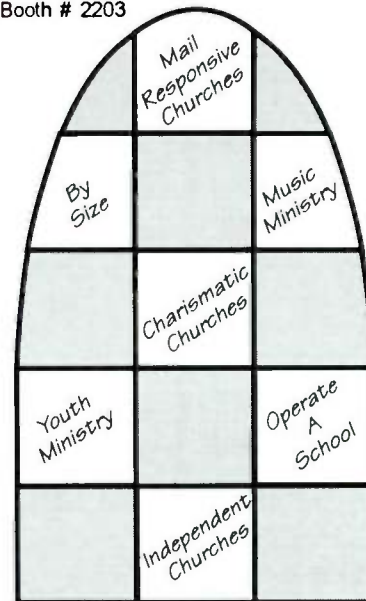 Booth # 2203
Mail
Responsive
Churches
By
Size
Music
Ministry
Charismatic
Churches
Youth
Ministry
Operate
A
School
Independent
Churches